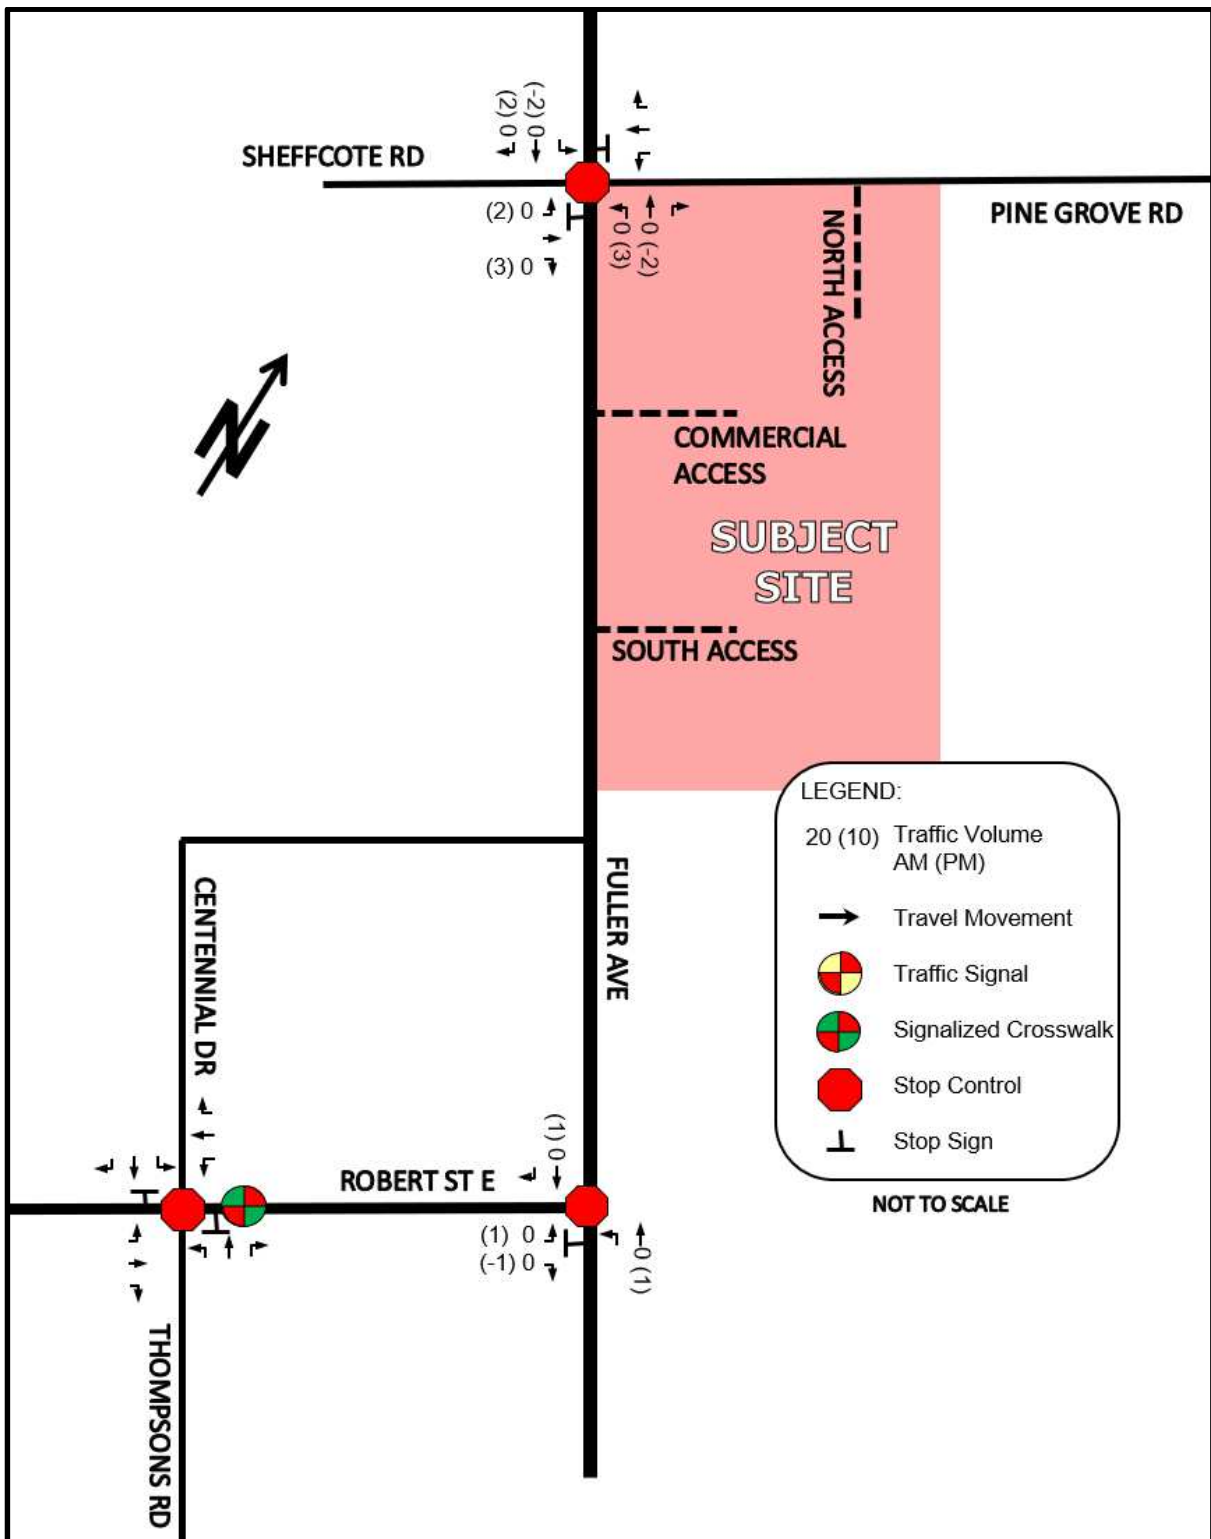 (2) 0
(-2) 0
SHEFFCOTE RD
(2) 0
(3) 0
0 (3)
0 (-2)
PINE GROVE RD
NORTH ACCESS
N
COMMERCIAL
ACCESS
SUBJECT
SITE
SOUTH ACCESS
LEGEND:
20 (10) Traffic Volume
AM (PM)
Travel Movement
Traffic Signal
Signalized Crosswalk
Stop Control
Stop Sign
NOT TO SCALE
CENTENNIAL DR
FULLER AVE
(1) 0
ROBERT ST E
(1) 0
(-1) 0
0 (1)
THOMPSONS RD